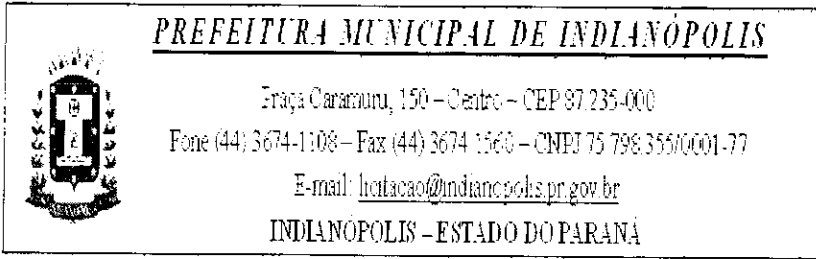 PREFEITURA MUNICIPAL DE INDIANÓPOLIS
Praça Caramuru, 150 – Centro – CEP 87.235-000
Fone (44) 3674-1108 – Fax (44) 3674 1560 – CNPJ 75 798.355/0001-77
E-mail: licitacao@indianopolis.pr.gov.br
INDIANÓPOLIS – ESTADO DO PARANÁ